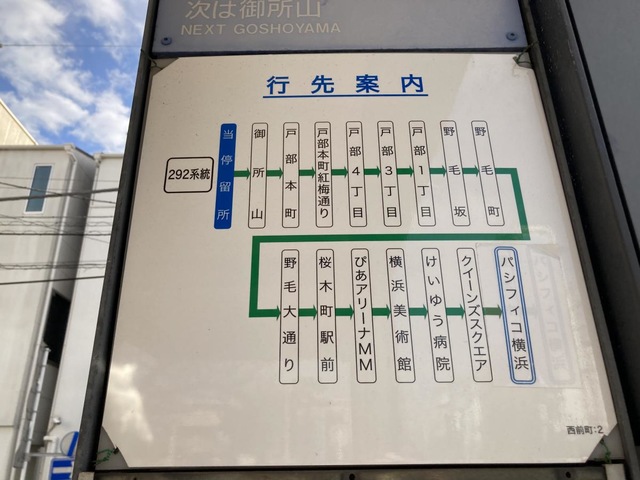 次は御所山
NEXT GOSHOYAMA
行先案内
292系統
当停留所
御所山
戸部本町
戸部本町紅梅通り
戸部4丁目
戸部3丁目
戸部1丁目
野毛坂
野毛町
野毛大通り
桜木町駅前
ぴあアリーナMM
横浜美術館
けいゆう病院
クイーンズスクエア
パシフィコ横浜
西前町:2